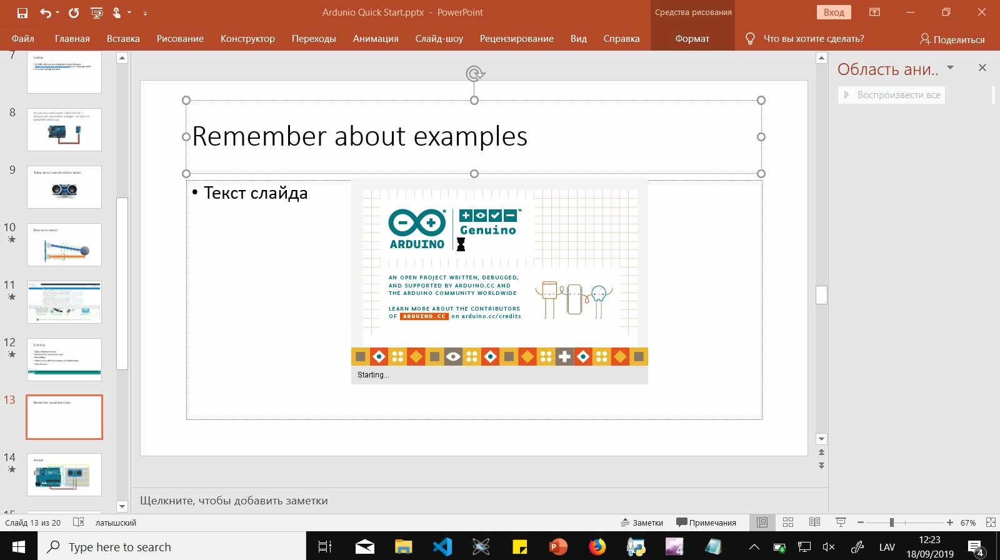 Ardunio Quick Start.pptx - PowerPoint
Средства рисования
Вход
Файл
Главная
Вставка
Рисование
Конструктор
Переходы
Анимация
Слайд-шоу
Рецензирование
Вид
Справка
Формат
Что вы хотите сделать?
Поделиться
7
Coding
8
9
Today we will use ultrasonics sensor .
10
How works sensor
11
12
First task
13
Remember about examples
14
Answer
Remember about examples
• Текст слайда
ARDUINO
Genuino
AN OPEN PROJECT WRITTEN, DEBUGGED,
AND SUPPORTED BY ARDUINO.CC AND
THE ARDUINO COMMUNITY WORLDWIDE
LEARN MORE ABOUT THE CONTRIBUTORS
OF ARDUINO.CC on arduino.cc/credits
Starting...
Область ани..
Воспроизвести все
Щелкните, чтобы добавить заметки
Слайд 13 из 20
латышский
Заметки
Примечания
67%
Type here to search
LAV
12:23
18/09/2019
4